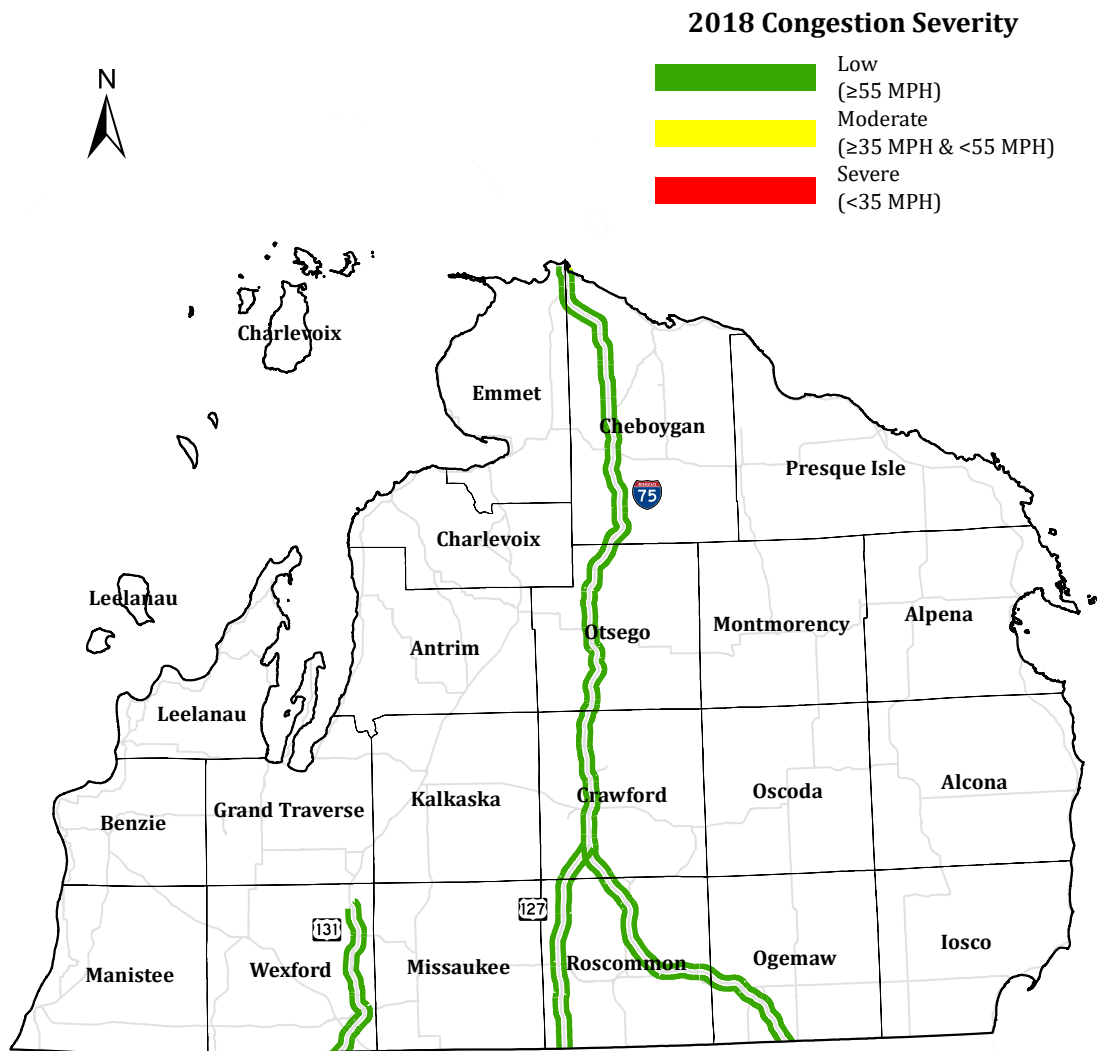 2018 Congestion Severity
Low
(≥55 MPH)
Moderate
(≥35 MPH & <55 MPH)
Severe
(<35 MPH)
N
Charlevoix
Emmet
Cheboygan
Presque Isle
75
Charlevoix
Leelanau
Otsego
Montmorency
Alpena
Antrim
Leelanau
Grand Traverse
Kalkaska
Crawford
Oscoda
Alcona
Benzie
127
131
Manistee
Wexford
Missaukee
Roscommon
Ogemaw
Iosco